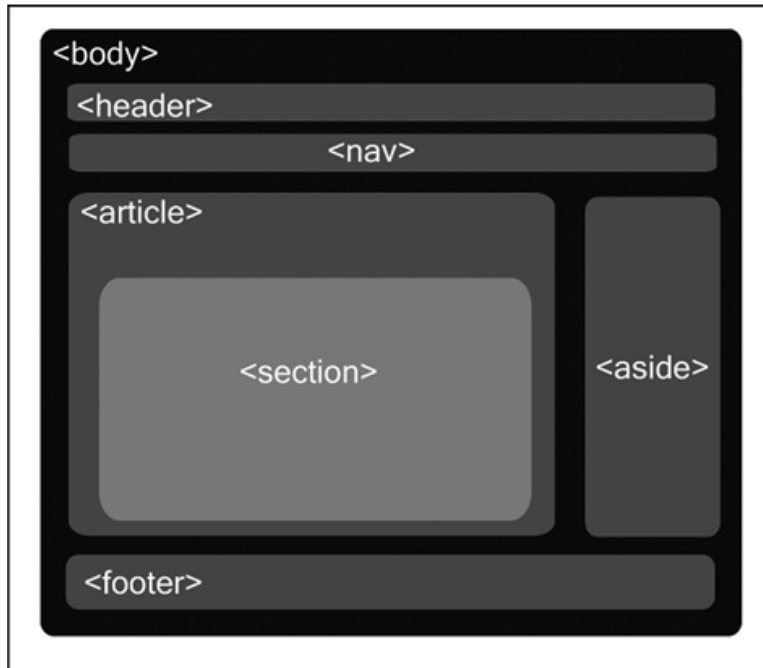 <body>
<header>
<nav>
<article>
<section>
<aside>
<footer>